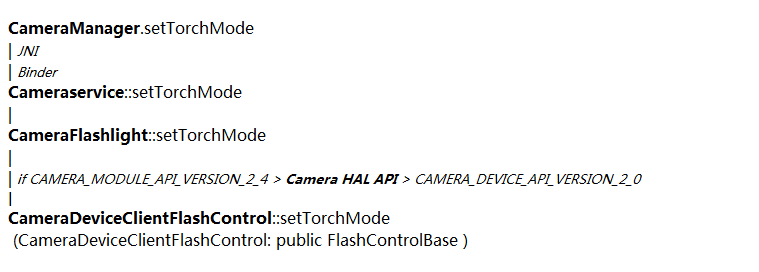 CameraManager.setTorchMode
| JNI
| Binder
Cameraservice::setTorchMode
|
CameraFlashlight::setTorchMode
|
| if CAMERA_MODULE_API_VERSION_2_4 > Camera HAL API > CAMERA_DEVICE_API_VERSION_2_0
|
CameraDeviceClientFlashControl::setTorchMode
(CameraDeviceClientFlashControl: public FlashControlBase )